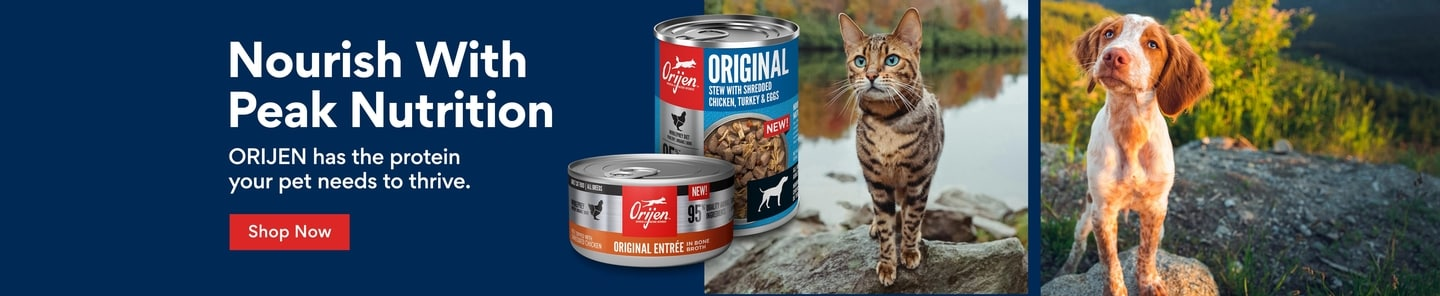 Nourish With
Peak Nutrition
ORIJEN has the protein
your pet needs to thrive.
Shop Now
Orijen
ORIGINAL
STEW WITH SHREDDED
CHICKEN, TURKEY & EGGS
NEW!
NEW!
Orijen
95%
ORIGINAL ENTRÉE IN BONE
BROTH